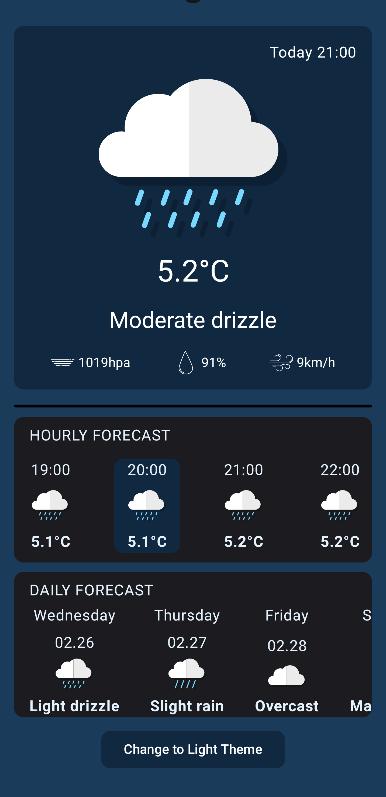 Today 21:00
5.2°C
Moderate drizzle
1019hpa 91% 9km/h
HOURLY FORECAST
19:00 20:00 21:00 22:00
5.1°C 5.1°C 5.2°C 5.2°C
DAILY FORECAST
Wednesday Thursday Friday S
02.26 02.27 02.28
Light drizzle Slight rain Overcast Ma
Change to Light Theme